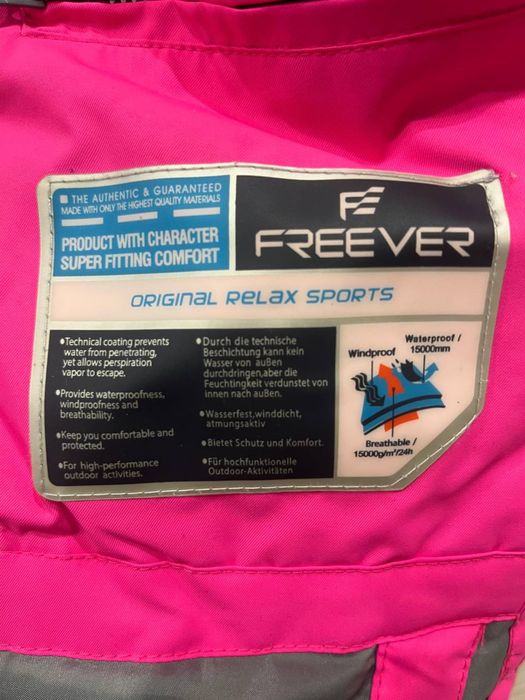 ■ THE AUTHENTIC & GUARANTEED
MADE WITH ONLY THE HIGHEST QUALITY MATERIALS
PRODUCT WITH CHARACTER
SUPER FITTING COMFORT
FREEVER
ORIGINAL RELAX SPORTS
•Technical coating prevents
water from penetrating,
yet allows perspiration
vapor to escape.
•Provides waterproofness,
windproofness and
breathability.
•Keep you comfortable and
protected.
•For high-performance
outdoor activities.
•Durch die technische
Beschichtung kann kein
Wasser von außen
durchdringen,aber die
Feuchtigkeit verdunstet von
innen nach außen.
•Wasserfest,winddicht,
atmungsaktiv
•Bietet Schutz und Komfort.
•Für hochfunktionelle
Outdoor-Aktivitäten
Waterproof /
15000mm
Windproof
Breathable /
15000g/m²/24h